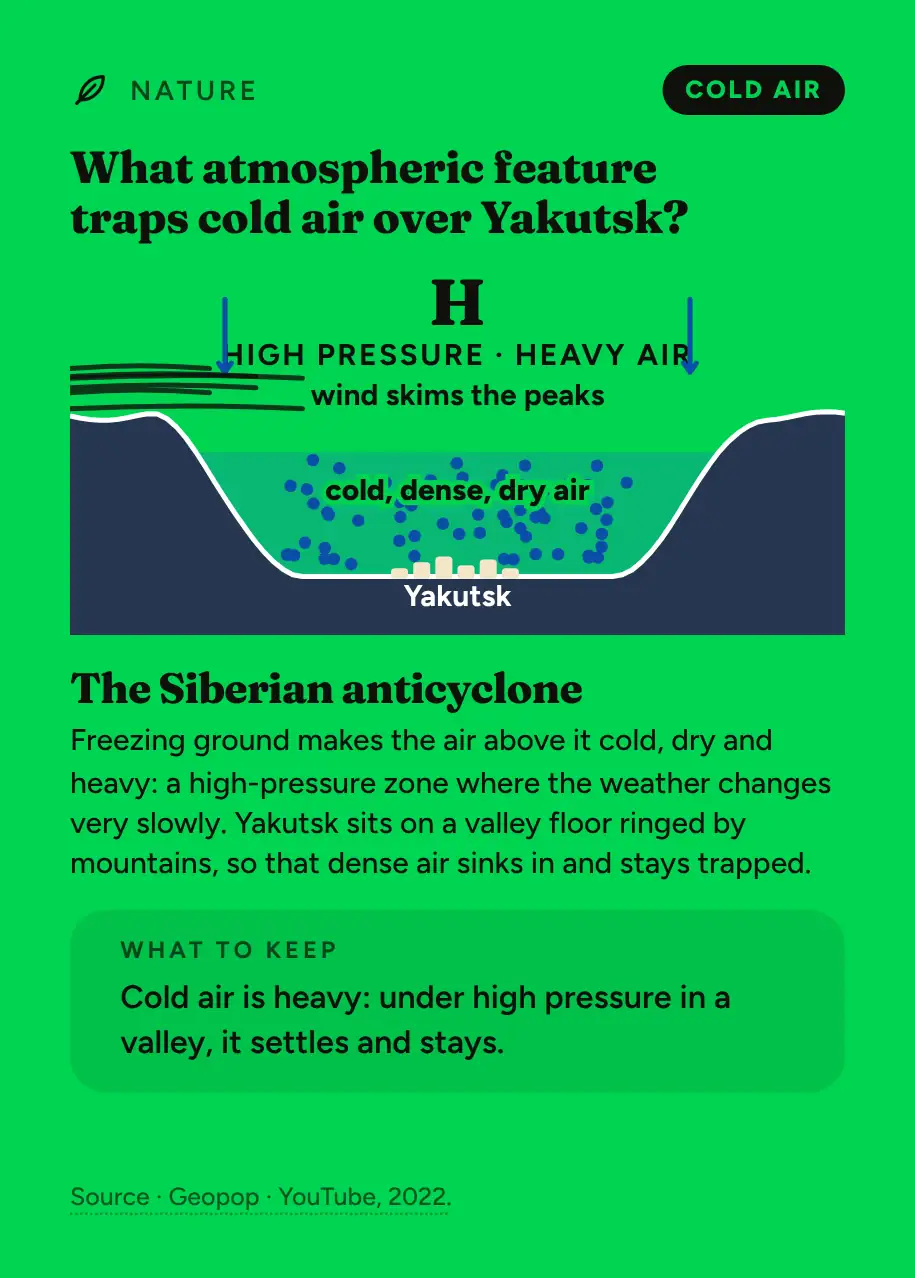 NATURE
COLD AIR
What atmospheric feature
traps cold air over Yakutsk?
H
HIGH PRESSURE · HEAVY AIR
wind skims the peaks
cold, dense, dry air
Yakutsk
The Siberian anticyclone
Freezing ground makes the air above it cold, dry and
heavy: a high-pressure zone where the weather changes
very slowly. Yakutsk sits on a valley floor ringed by
mountains, so that dense air sinks in and stays trapped.
WHAT TO KEEP
Cold air is heavy: under high pressure in a
valley, it settles and stays.
Source · Geopop · YouTube, 2022.